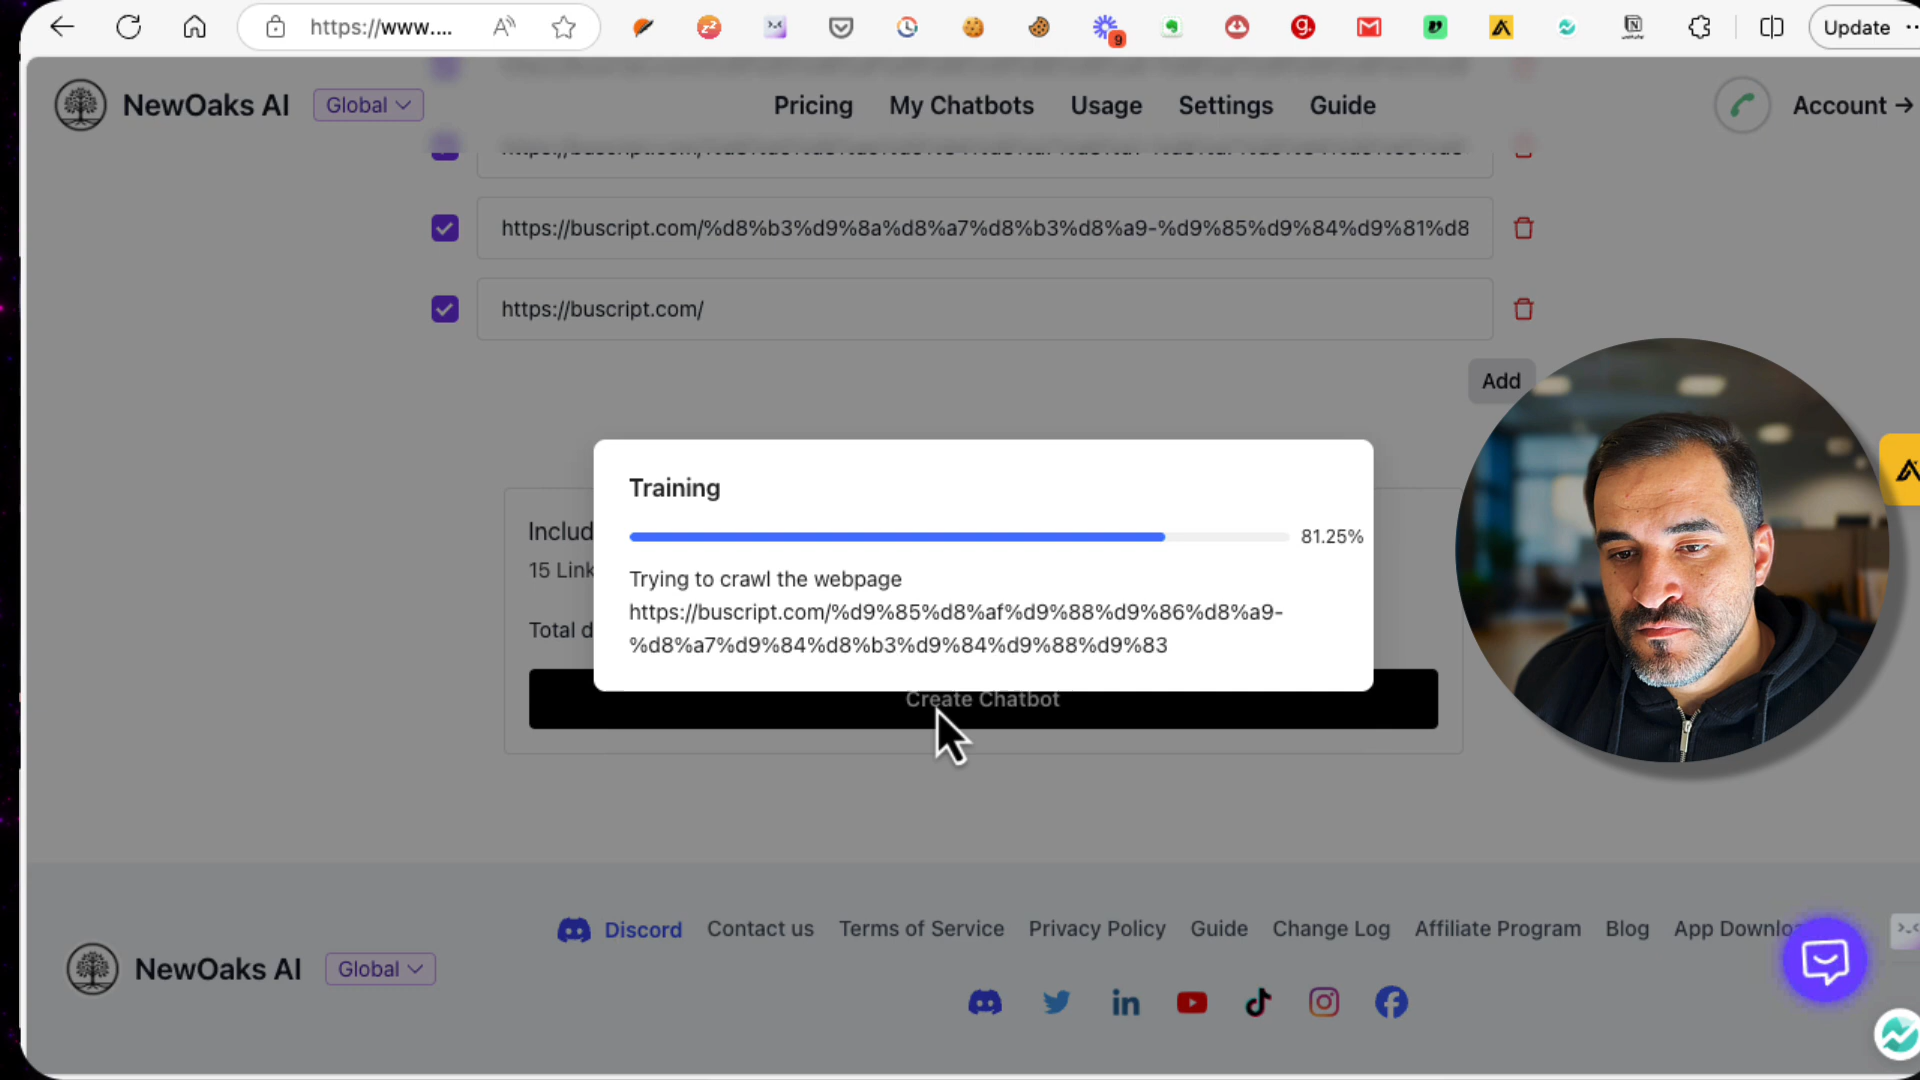 https://www....
Update
NewOaks AI
Global
Pricing
My Chatbots
Usage
Settings
Guide
Account →
https://buscript.com/%d8%b3%d9%8a%d8%a7%d8%b3%d8%a9-%d9%85%d9%84%d9%81%d8
https://buscript.com/
Add
Training
81.25%
Trying to crawl the webpage
https://buscript.com/%d9%85%d8%af%d9%88%d9%86%d8%a9-
%d8%a7%d9%84%d8%b3%d9%84%d9%88%d9%83
Includ
15 Link
Total d
Create Chatbot
Discord
Contact us
Terms of Service
Privacy Policy
Guide
Change Log
Affiliate Program
Blog
App Downlo
NewOaks AI
Global